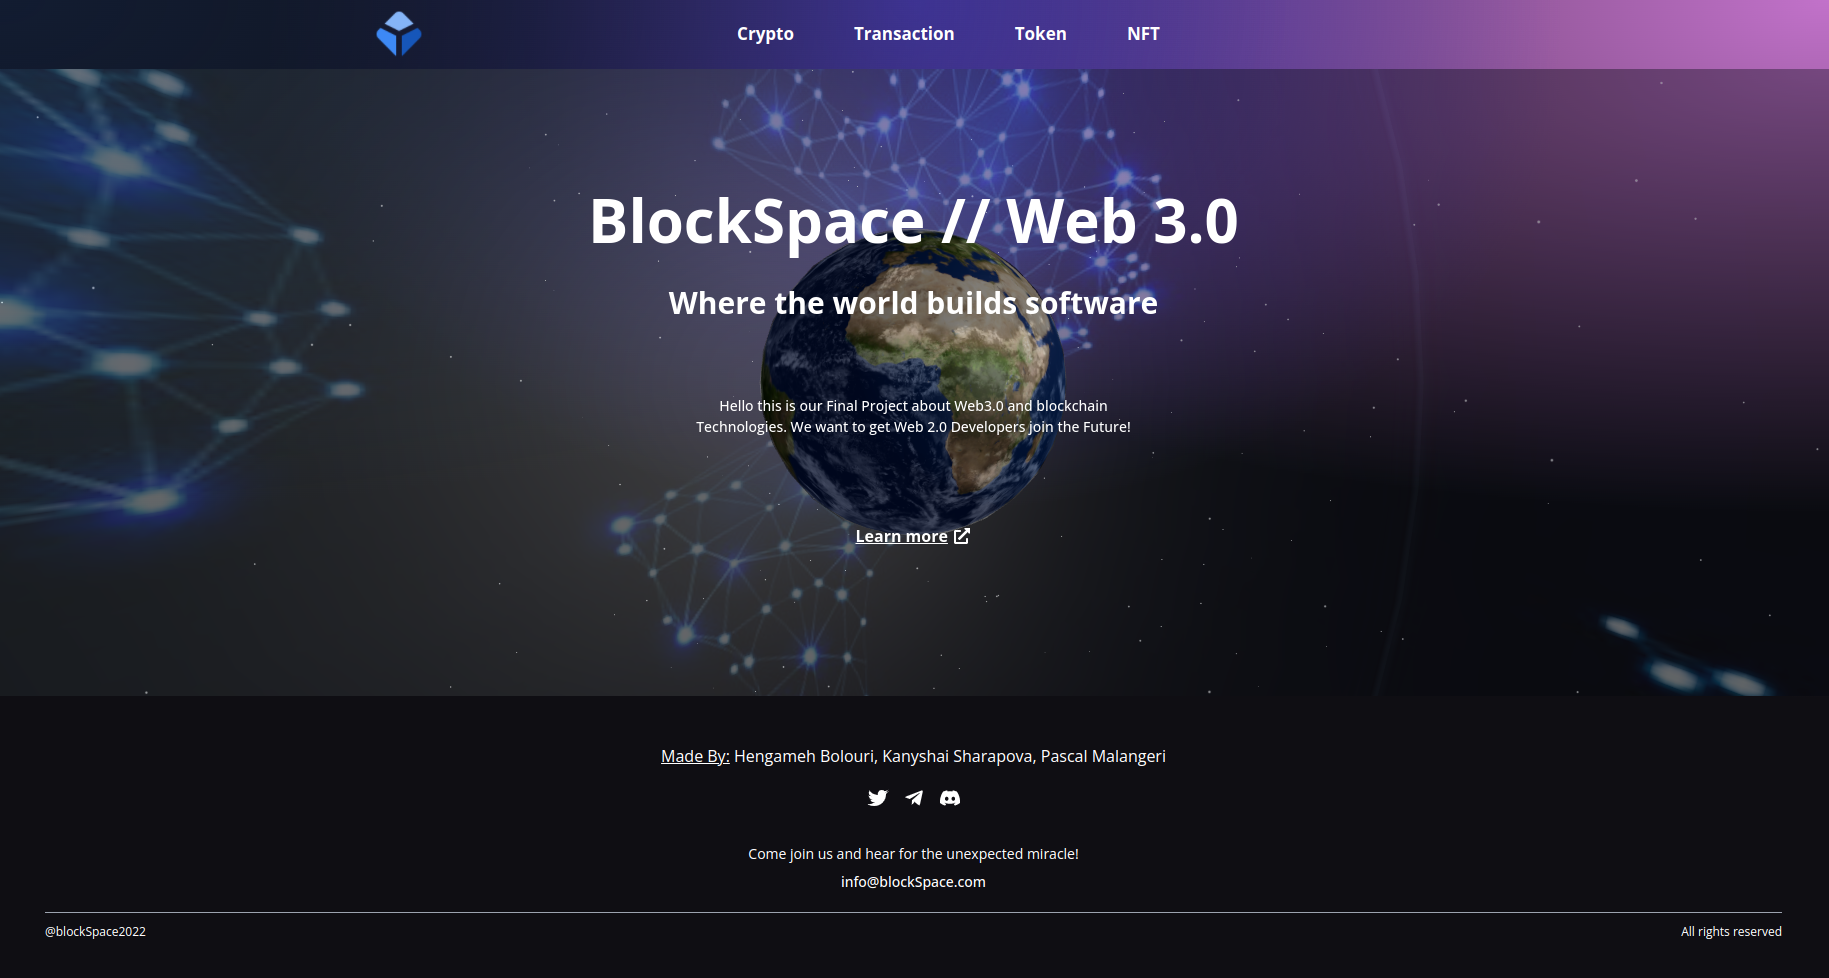 Crypto Transaction Token NFT
BlockSpace // Web 3.0
Where the world builds software
Hello this is our Final Project about Web3.0 and blockchain
Technologies. We want to get Web 2.0 Developers join the Future!
Learn more
Made By: Hengameh Bolouri, Kanyshai Sharapova, Pascal Malangeri
Come join us and hear for the unexpected miracle!
info@blockSpace.com
@blockSpace2022 All rights reserved